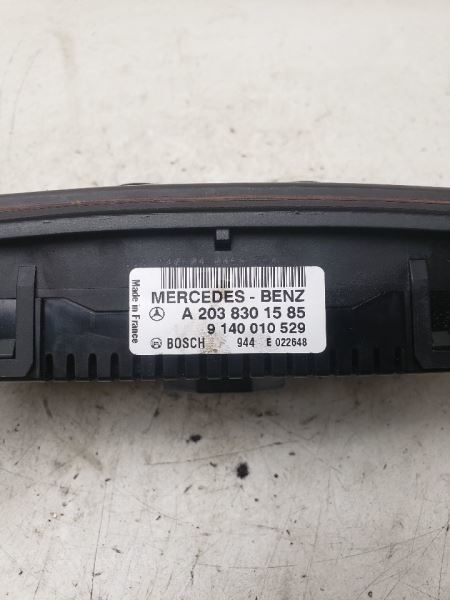 Made in France
MERCEDES - BENZ
A 203 830 15 85
9 140 010 529
BOSCH 944 E 022648